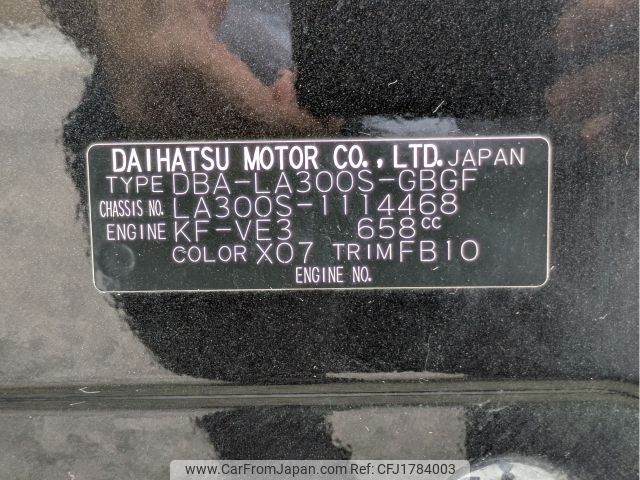 DAIHATSU MOTOR CO., LTD. JAPAN
TYPE DBA-LA300S-GBGF
CHASSIS NO. LA300S-1114468
ENGINE KF-VE3 658cc
COLOR X07 TRIM FB10
ENGINE NO.
www.CarFromJapan.com REFNO:CFJ1784003